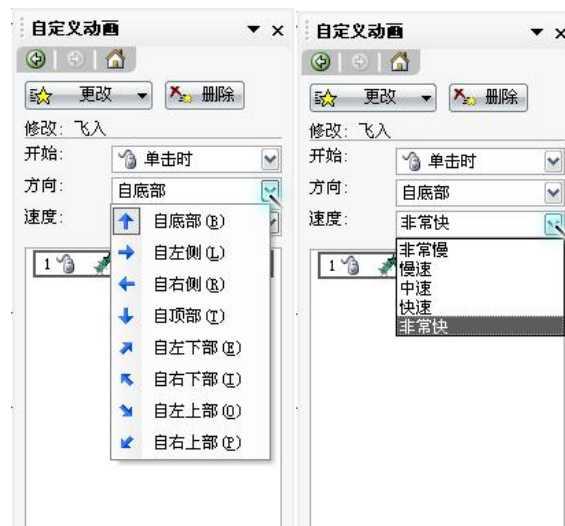 自定义动画
更改
删除
修改: 飞入
开始:
单击时
方向:
自底部
速度:
自底部(B)
自左侧(L)
自右侧(R)
自顶部(T)
自左下部(E)
自右下部(I)
自左上部(O)
自右上部(P)
1
自定义动画
更改
删除
修改: 飞入
开始:
单击时
方向:
自底部
速度:
非常快
非常慢
慢速
中速
快速
非常快
1